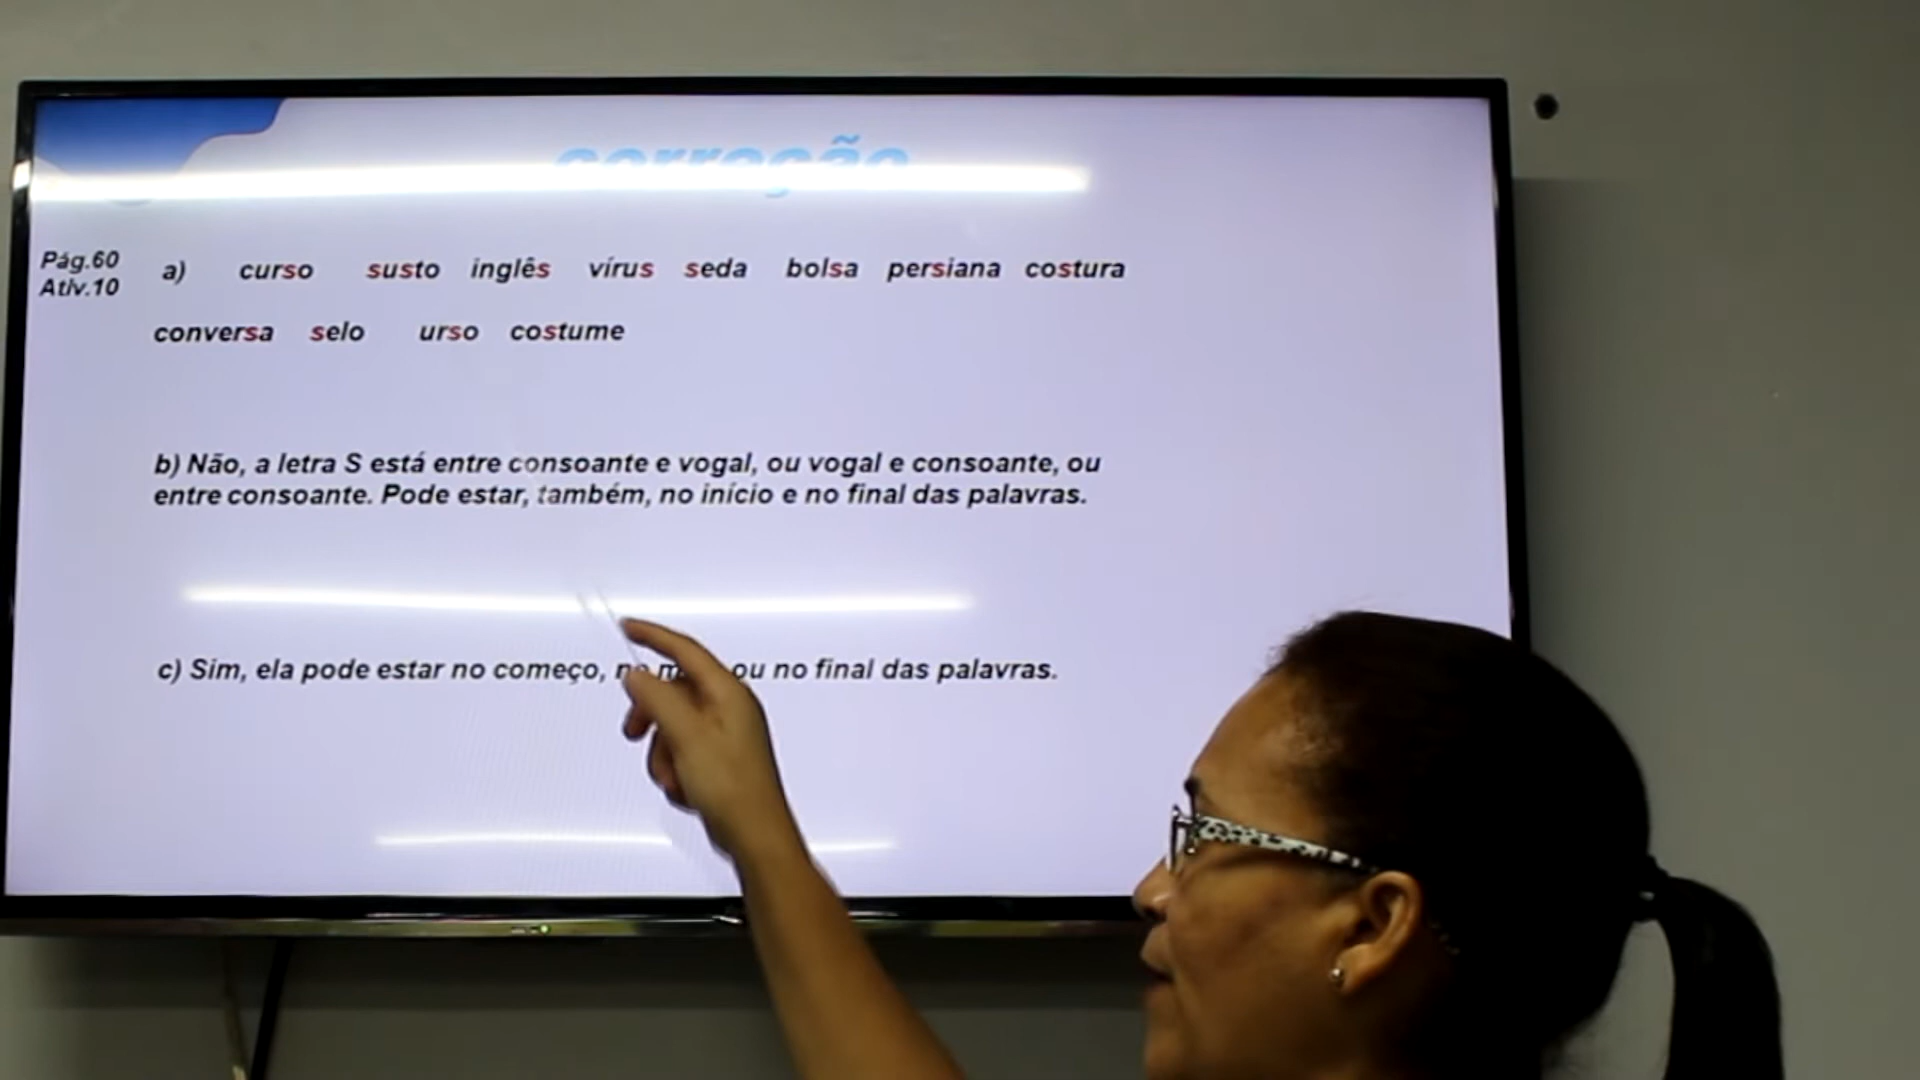 correção
Pág.60
Ativ.10
a) curso susto inglês vírus seda bolsa persiana costura
conversa selo urso costume
b) Não, a letra S está entre consoante e vogal, ou vogal e consoante, ou
entre consoante. Pode estar, também, no início e no final das palavras.
c) Sim, ela pode estar no começo, ou no final das palavras.